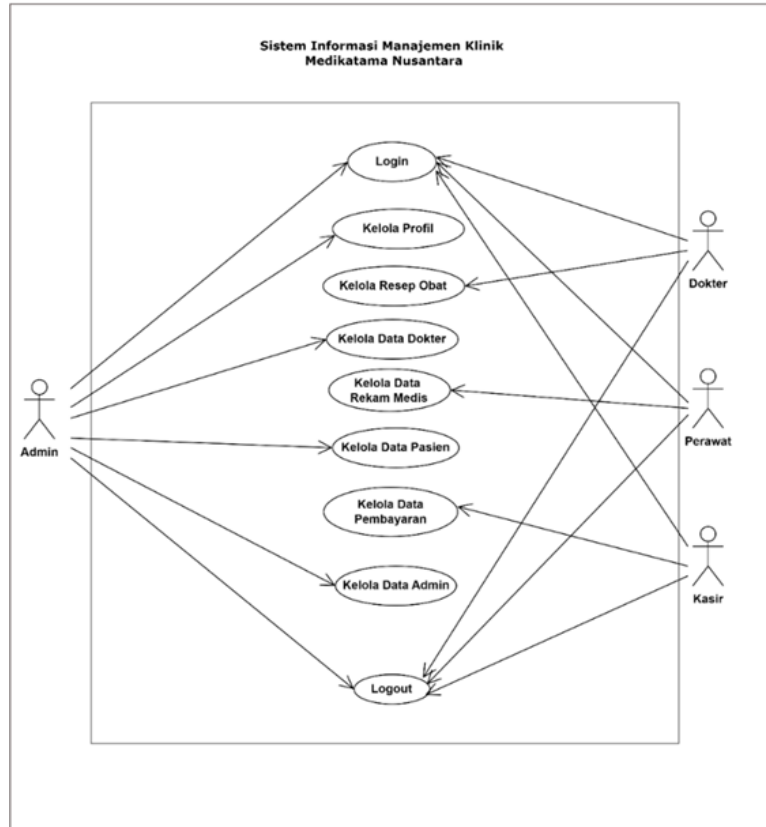 Sistem Informasi Manajemen Klinik
Medikatama Nusantara
Login
Kelola Profil
Kelola Resep Obat
Dokter
Kelola Data Dokter
Kelola Data
Rekam Medis
Admin
Perawat
Kelola Data Pasien
Kelola Data
Pembayaran
Kelola Data Admin
Kasir
Logout